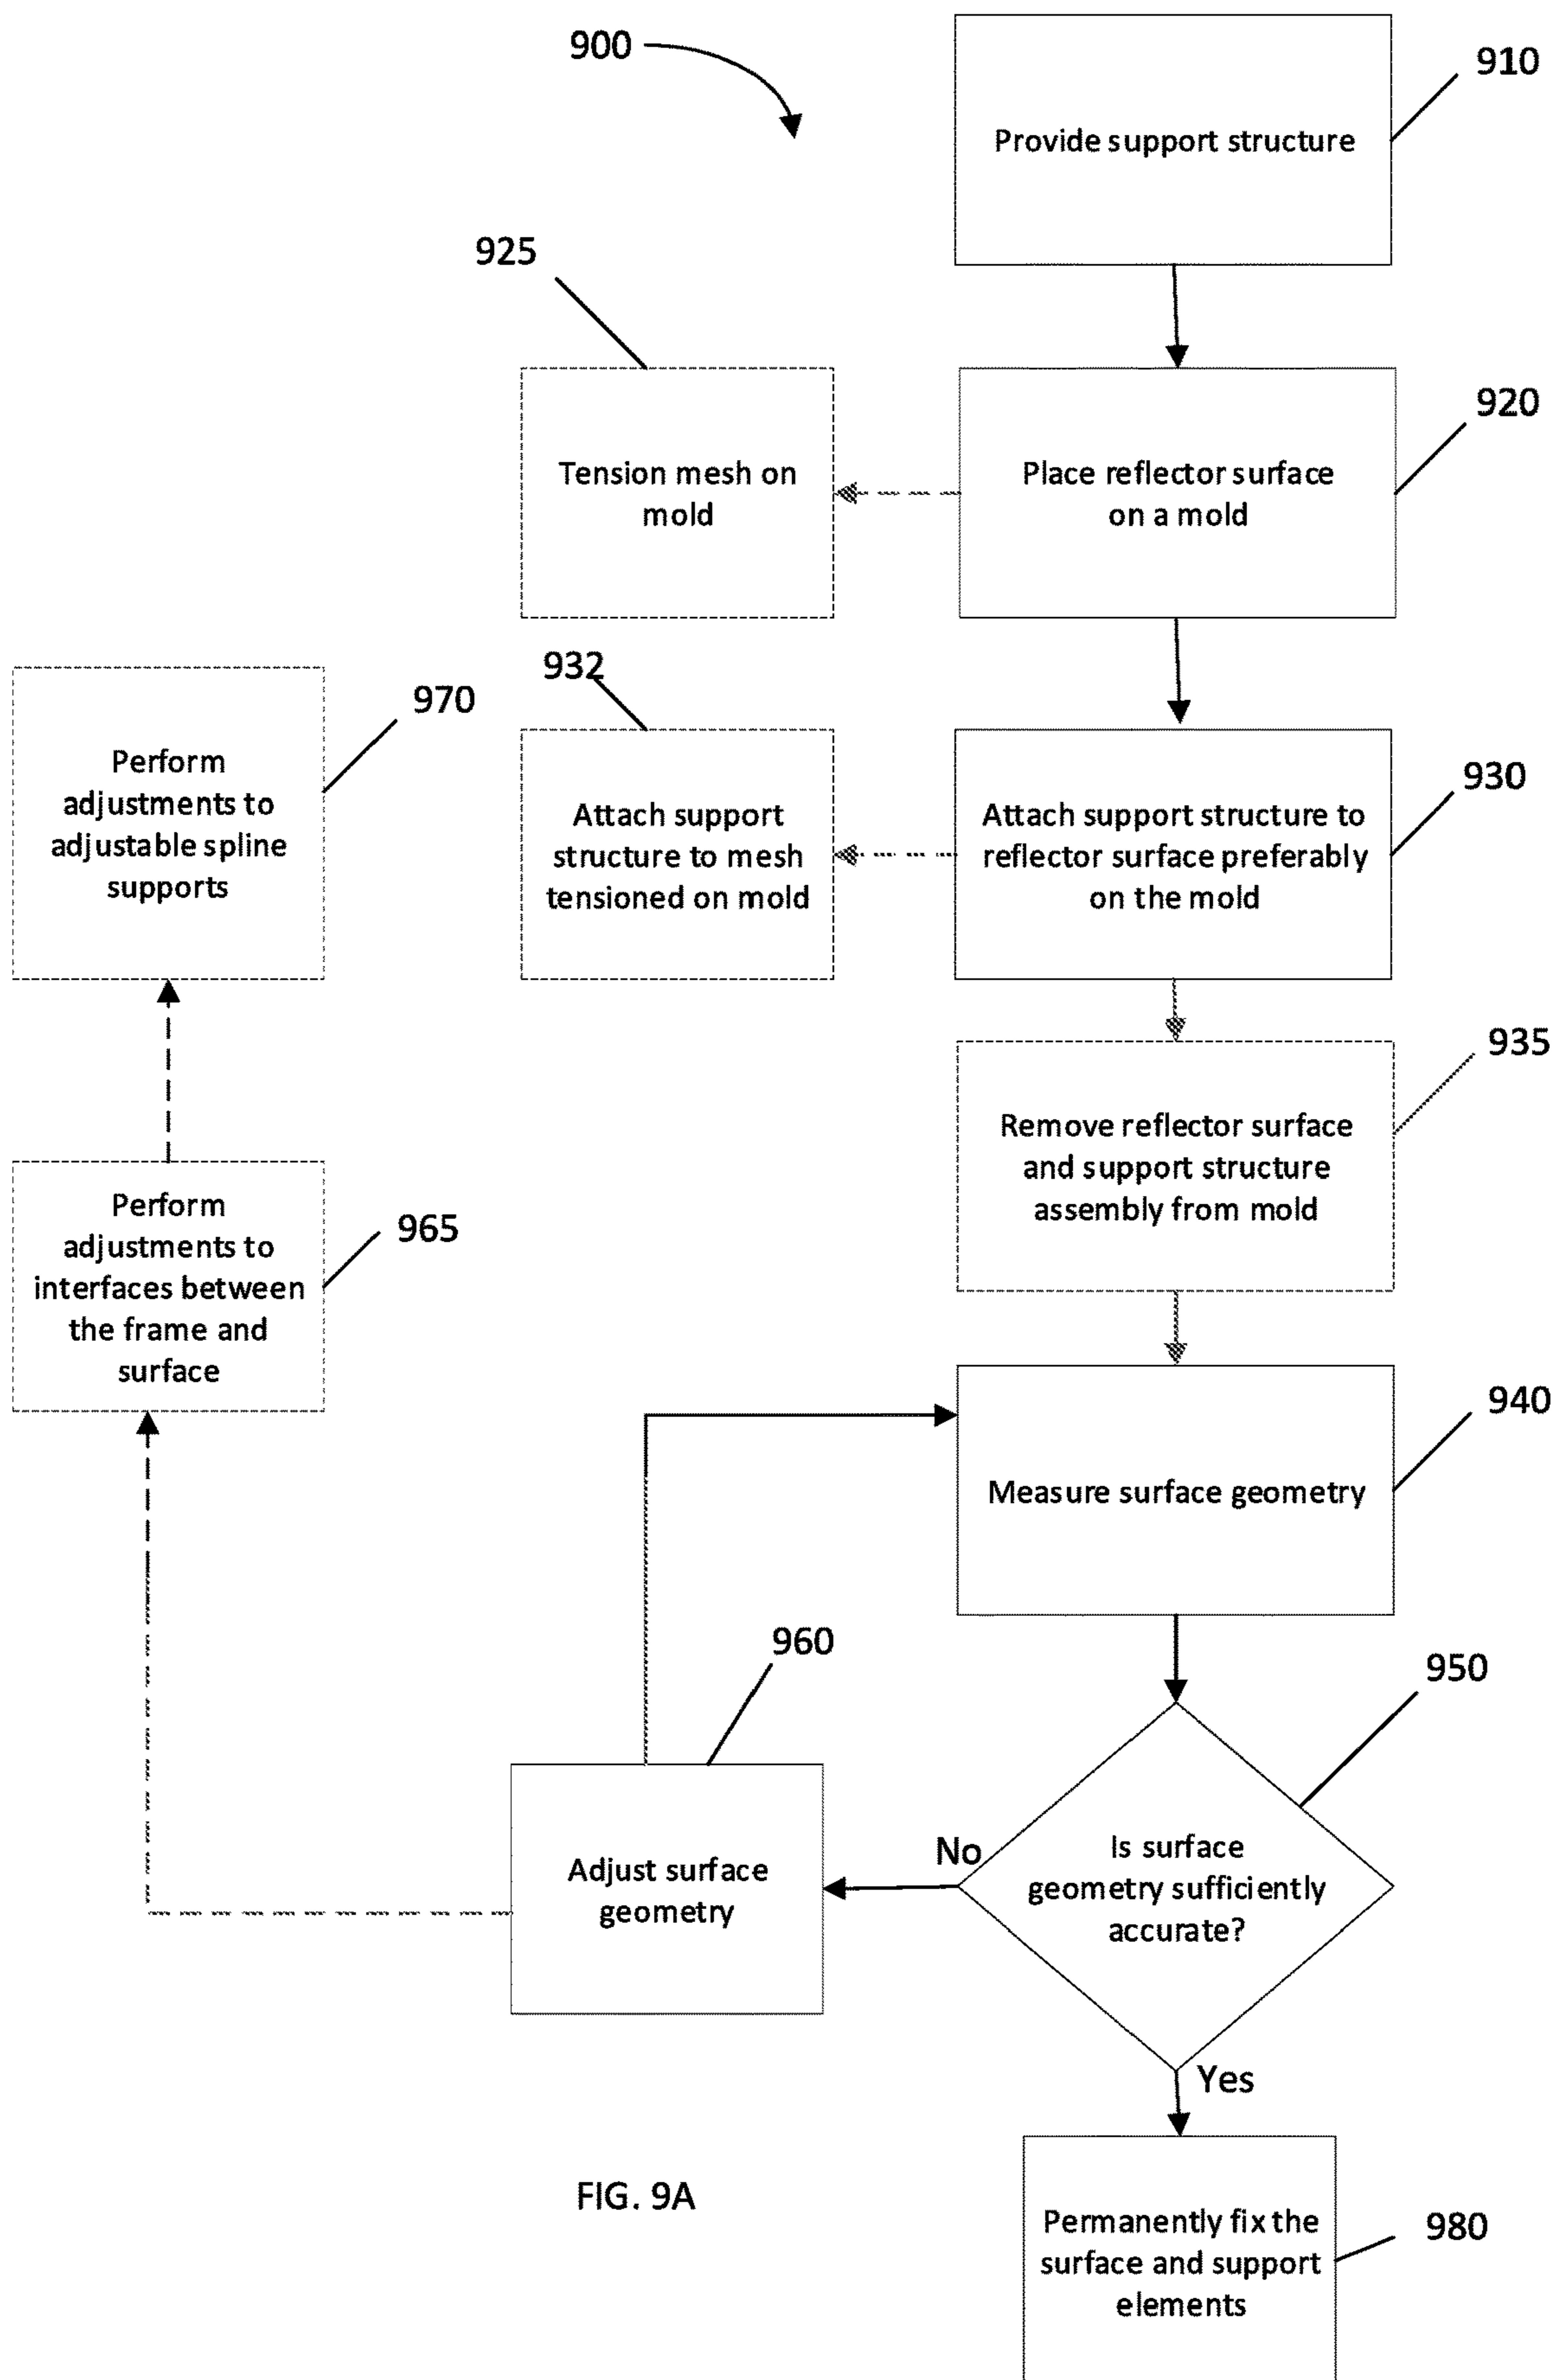 900
910
Provide support structure
925
920
Tension mesh on
mold
Place reflector surface
on a mold
932
970
930
Perform
adjustments to
adjustable spline
supports
Attach support
structure to mesh
tensioned on mold
Attach support structure to
reflector surface preferably
on the mold
935
Remove reflector surface
and support structure
assembly from mold
965
Perform
adjustments to
interfaces between
the frame and
surface
940
Measure surface geometry
960
950
No
Adjust surface
geometry
Is surface
geometry sufficiently
accurate?
Yes
FIG. 9A
980
Permanently fix the
surface and support
elements